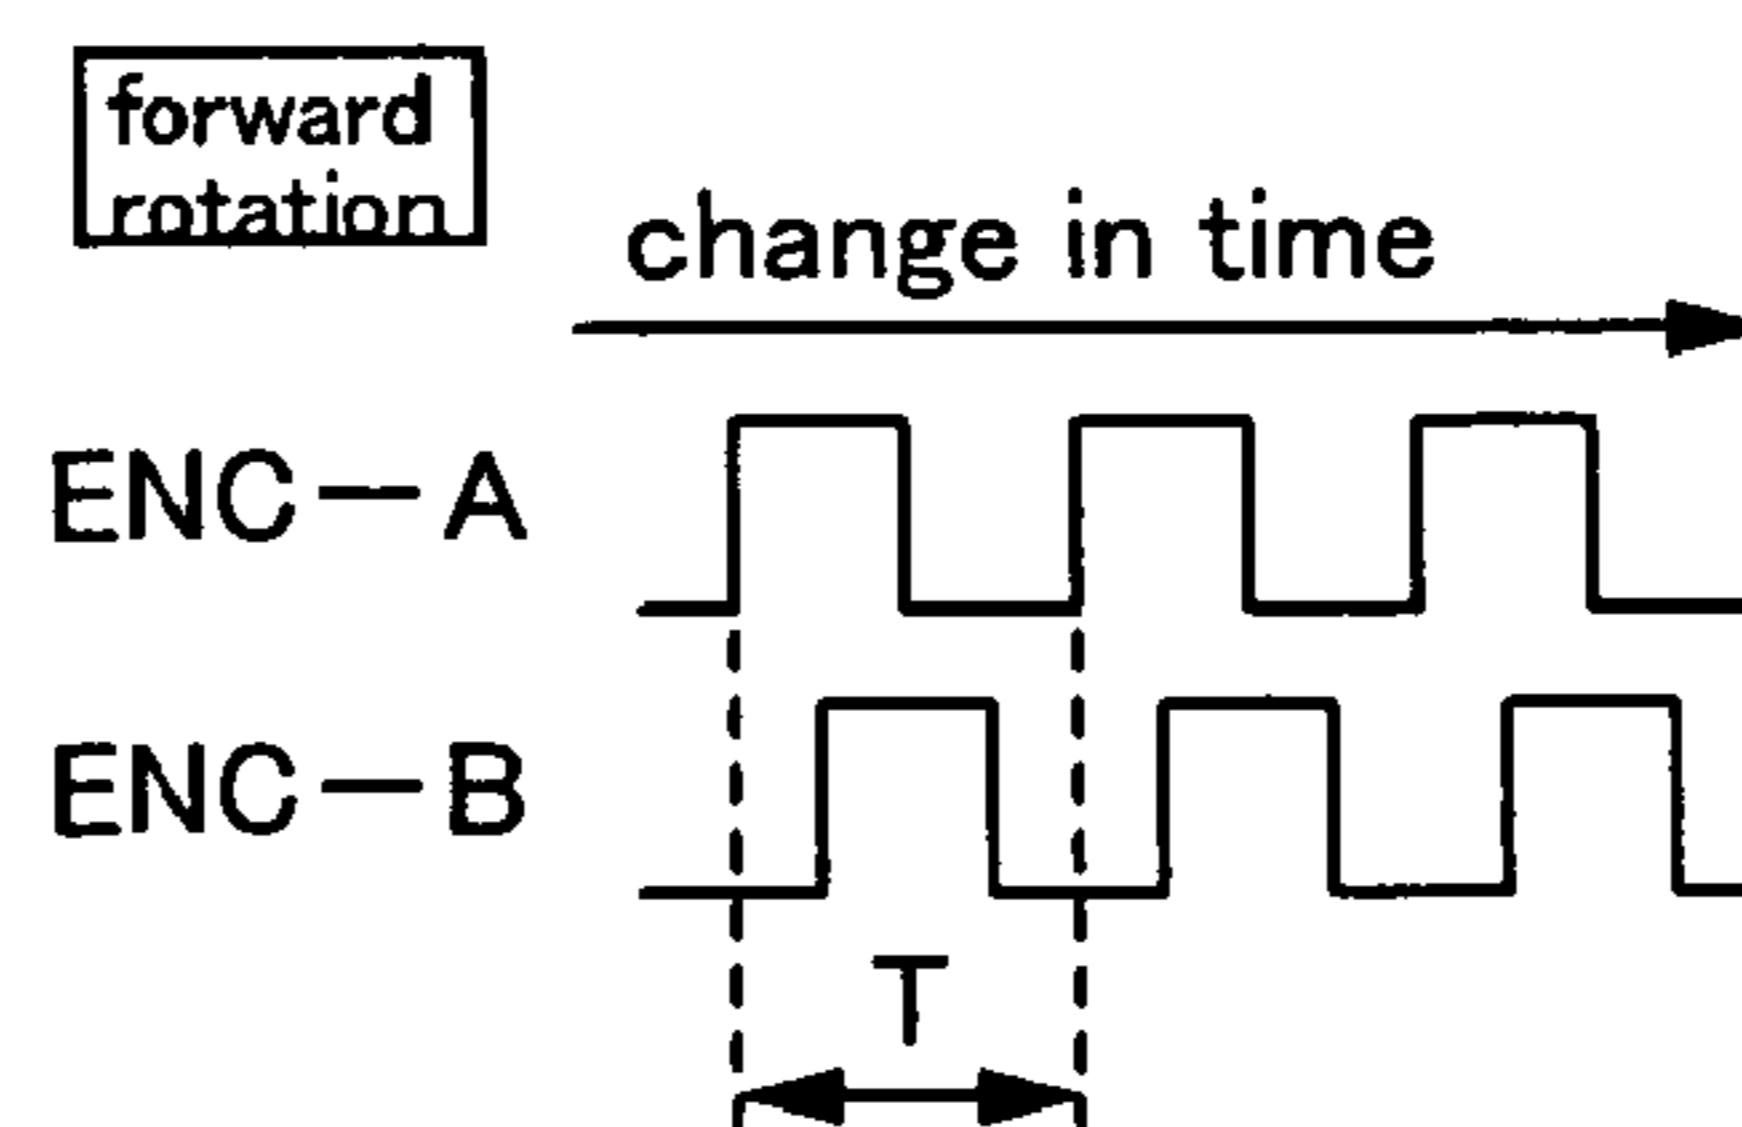 forward
rotation
change in time
ENC－A
ENC－B
T